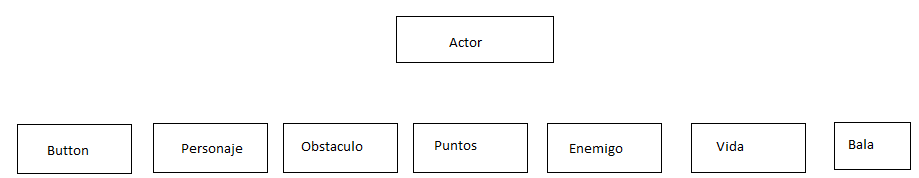 Actor
Button
Personaje
Obstaculo
Puntos
Enemigo
Vida
Bala